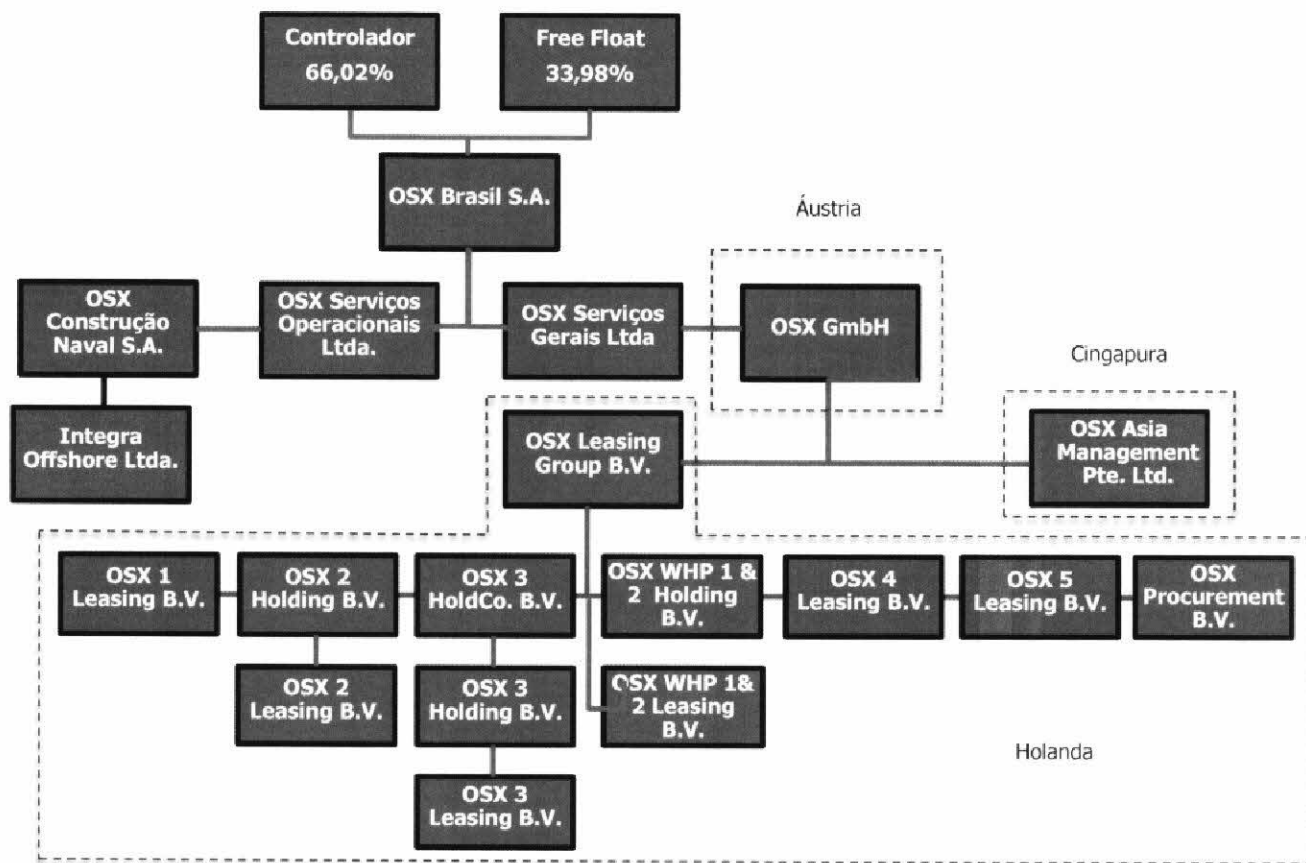 Controlador
66,02%
Free Float
33,98%
OSX Brasil S.A.
Áustria
OSX
Construção
Naval S.A.
OSX Serviços
Operacionais
Ltda.
OSX Serviços
Gerais Ltda
OSX GmbH
Cingapura
Integra
Offshore Ltda.
OSX Leasing
Group B.V.
OSX Asia
Management
Pte. Ltd.
OSX 1
Leasing B.V.
OSX 2
Holding B.V.
OSX 3
HoldCo. B.V.
OSX WHP 1 &
2 Holding
B.V.
OSX 4
Leasing B.V.
OSX 5
Leasing B.V.
OSX
Procurement
B.V.
OSX 2
Leasing B.V.
OSX 3
Holding B.V.
OSX WHP 1&
2 Leasing
B.V.
Holanda
OSX 3
Leasing B.V.